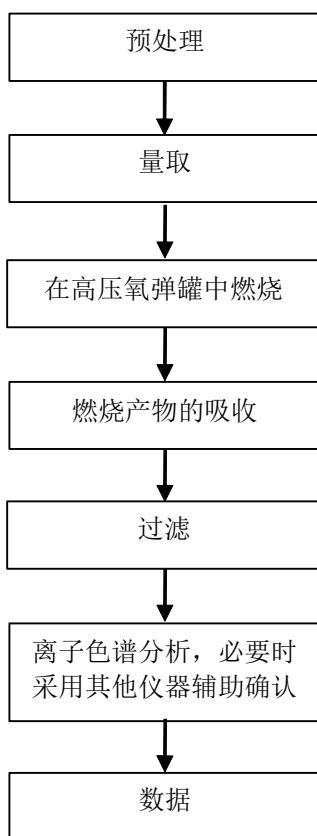 预处理
量取
在高压氧弹罐中燃烧
燃烧产物的吸收
过滤
离子色谱分析，必要时
采用其他仪器辅助确认
数据